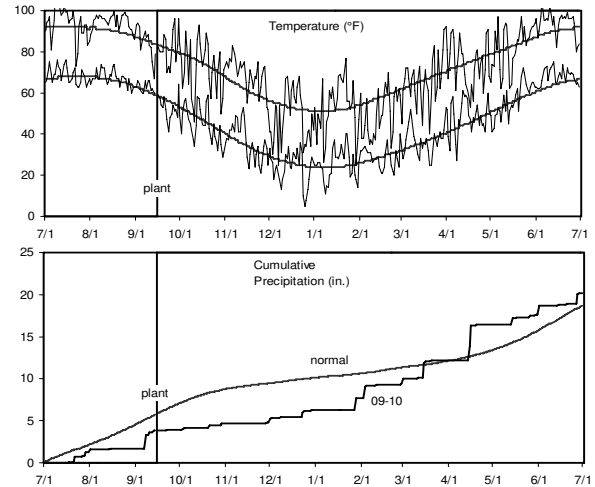 Temperature (°F)
100
80
60
40
20
0
plant
7/1 8/1 9/1 10/1 11/1 12/1 1/1 2/1 3/1 4/1 5/1 6/1 7/1
Cumulative
Precipitation (in.)
25
20
15
10
5
0
normal
plant
09-10
7/1 8/1 9/1 10/1 11/1 12/1 1/1 2/1 3/1 4/1 5/1 6/1 7/1